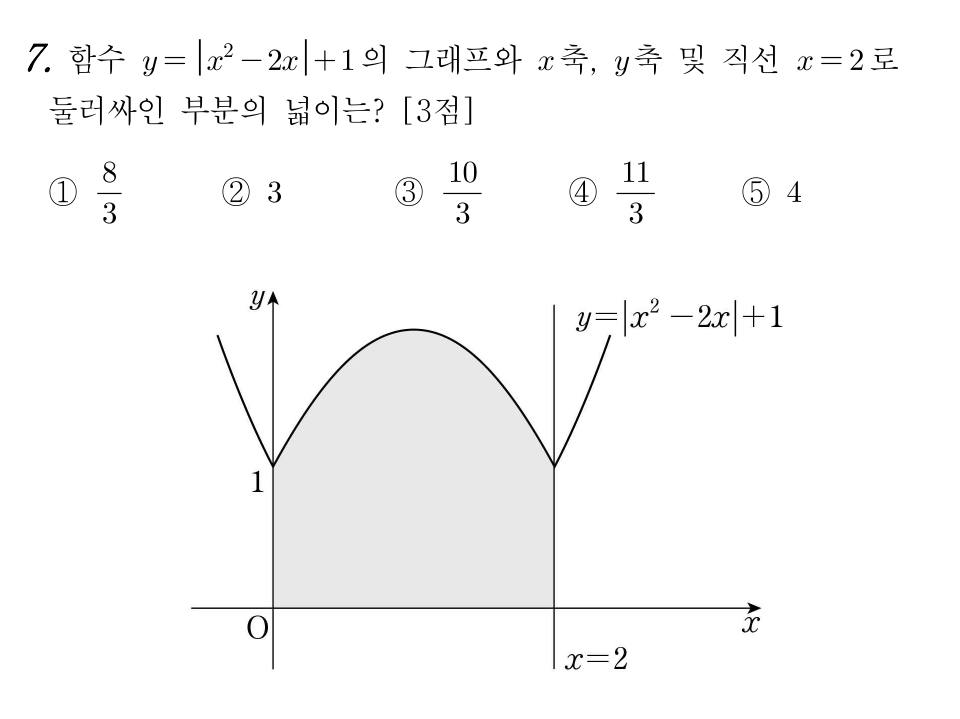 7. 함수 y=|x²−2x|+1의 그래프와 x축, y축 및 직선 x=2로
둘러싸인 부분의 넓이는? [3점]
① 8/3 ② 3 ③ 10/3 ④ 11/3 ⑤ 4
y
y=|x²−2x|+1
1
O
x
x=2